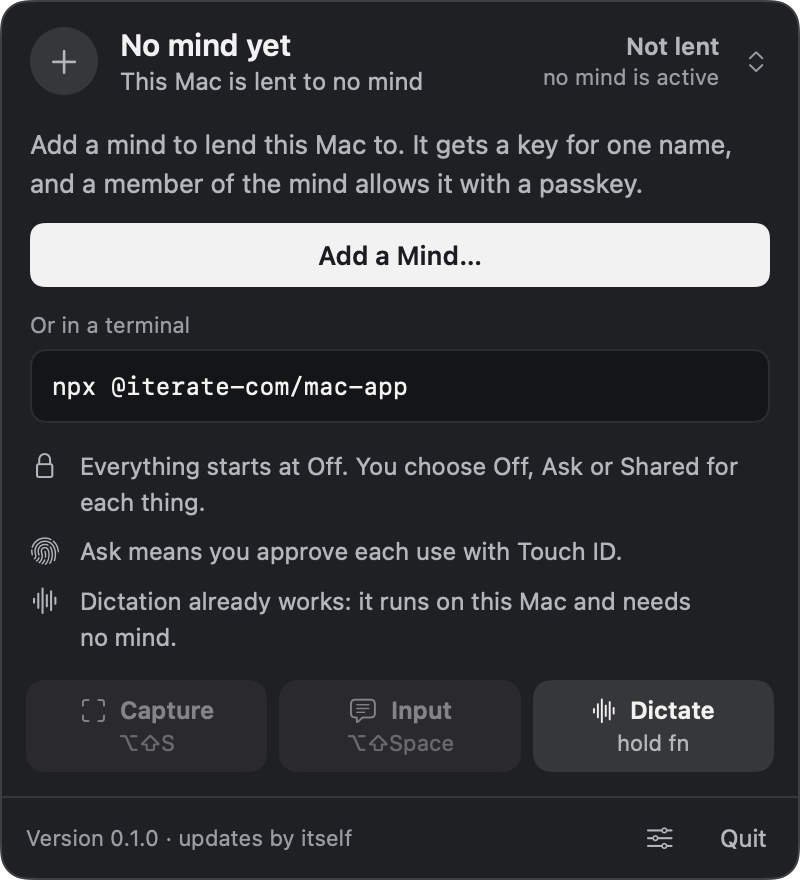 No mind yet
This Mac is lent to no mind
Not lent
no mind is active
Add a mind to lend this Mac to. It gets a key for one name,
and a member of the mind allows it with a passkey.
Add a Mind...
Or in a terminal
npx @iterate-com/mac-app
Everything starts at Off. You choose Off, Ask or Shared for
each thing.
Ask means you approve each use with Touch ID.
Dictation already works: it runs on this Mac and needs
no mind.
Capture
⌥⇧S
Input
⌥⇧Space
Dictate
hold fn
Version 0.1.0 · updates by itself
Quit